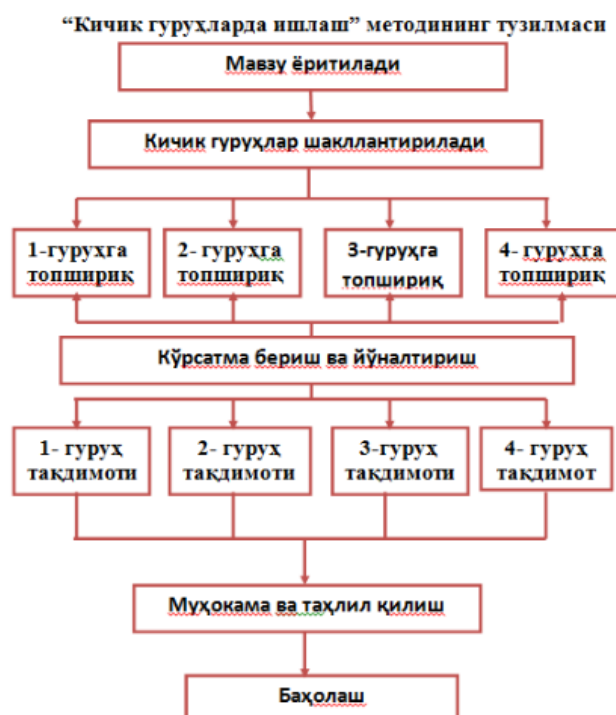 “Кичик гуруҳларда ишлаш” методининг тузилмаси
Мавзу ёритилади
Кичик гуруҳлар шакллантирилади
1-гуруҳга
топшириқ
2- гуруҳга
топшириқ
3-гуруҳга
топшириқ
4- гуруҳга
топшириқ
Кўрсатма бериш ва йўналтириш
1- гуруҳ
тақдимоти
2- гуруҳ
тақдимоти
3-гуруҳ
тақдимоти
4- гуруҳ
тақдимот
Муҳокама ва таҳлил қилиш
Баҳолаш